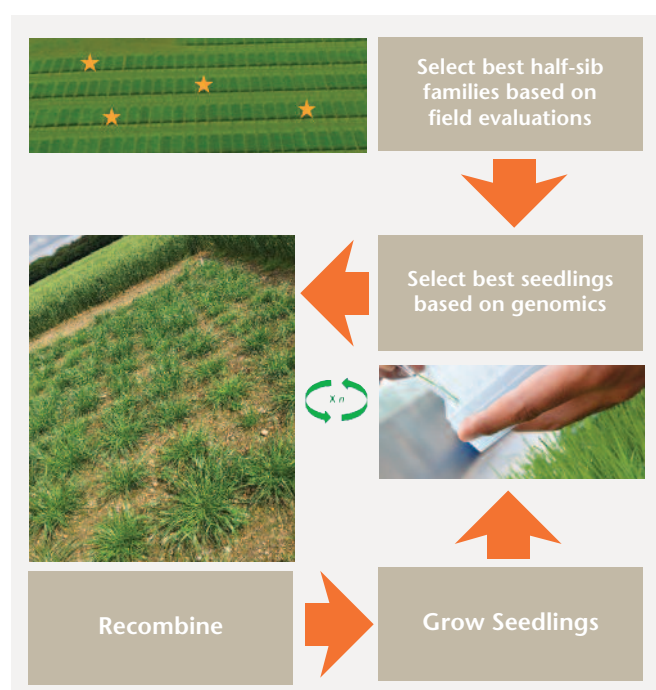 Select best half-sib
families based on
field evaluations
Select best seedlings
based on genomics
x n
Recombine
Grow Seedlings